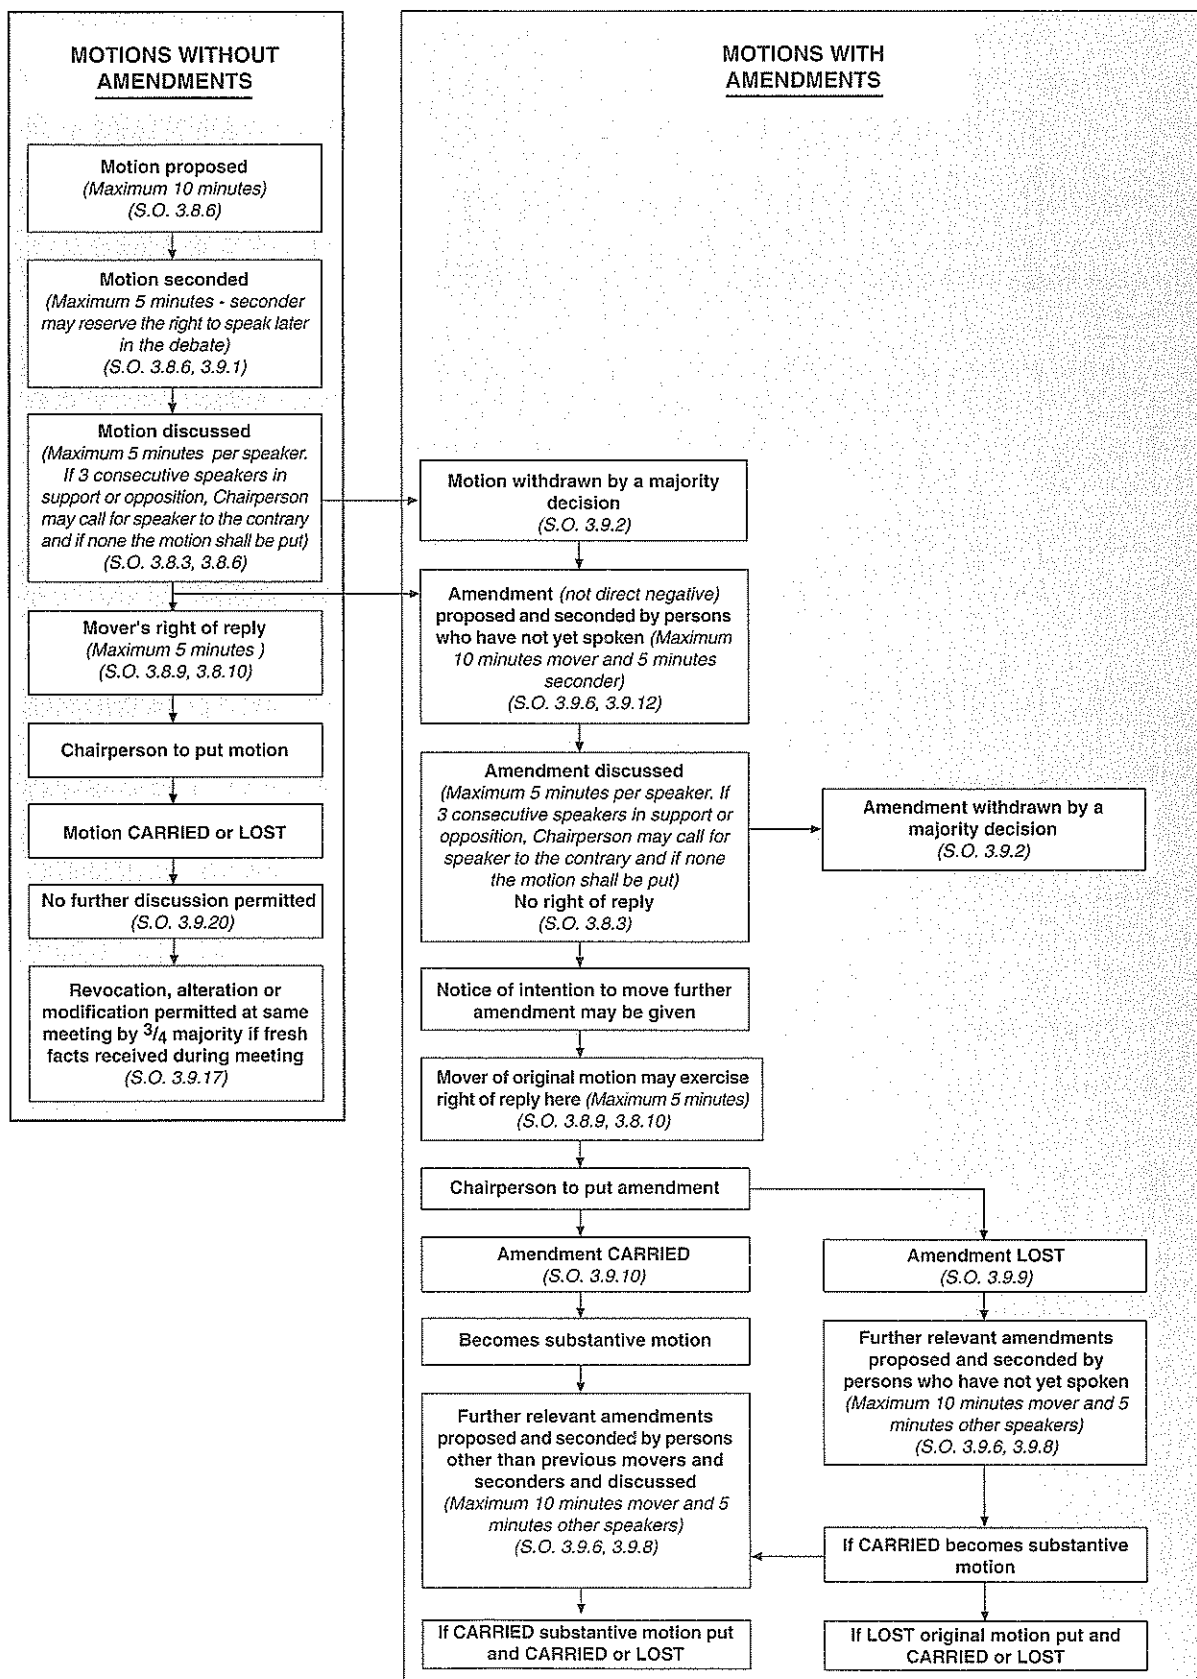 MOTIONS WITHOUT
AMENDMENTS
Motion proposed
(Maximum 10 minutes)
(S.O. 3.8.6)
Motion seconded
(Maximum 5 minutes - seconder
may reserve the right to speak later
in the debate)
(S.O. 3.8.6, 3.9.1)
Motion discussed
(Maximum 5 minutes per speaker.
If 3 consecutive speakers in
support or opposition, Chairperson
may call for speaker to the contrary
and if none the motion shall be put)
(S.O. 3.8.3, 3.8.6)
Mover's right of reply
(Maximum 5 minutes )
(S.O. 3.8.9, 3.8.10)
Chairperson to put motion
Motion CARRIED or LOST
No further discussion permitted
(S.O. 3.9.20)
Revocation, alteration or
modification permitted at same
meeting by 3/4 majority if fresh
facts received during meeting
(S.O. 3.9.17)
MOTIONS WITH
AMENDMENTS
Motion withdrawn by a majority
decision
(S.O. 3.9.2)
Amendment (not direct negative)
proposed and seconded by persons
who have not yet spoken (Maximum
10 minutes mover and 5 minutes
seconder)
(S.O. 3.9.6, 3.9.12)
Amendment discussed
(Maximum 5 minutes per speaker. If
3 consecutive speakers in support or
opposition, Chairperson may call for
speaker to the contrary and if none
the motion shall be put)
No right of reply
(S.O. 3.8.3)
Amendment withdrawn by a
majority decision
(S.O. 3.9.2)
Notice of intention to move further
amendment may be given
Mover of original motion may exercise
right of reply here (Maximum 5 minutes)
(S.O. 3.8.9, 3.8.10)
Chairperson to put amendment
Amendment CARRIED
(S.O. 3.9.10)
Becomes substantive motion
Further relevant amendments
proposed and seconded by persons
other than previous movers and
seconders and discussed
(Maximum 10 minutes mover and 5
minutes other speakers)
(S.O. 3.9.6, 3.9.8)
If CARRIED substantive motion put
and CARRIED or LOST
Amendment LOST
(S.O. 3.9.9)
Further relevant amendments
proposed and seconded by
persons who have not yet spoken
(Maximum 10 minutes mover and 5
minutes other speakers)
(S.O. 3.9.6, 3.9.8)
If CARRIED becomes substantive
motion
If LOST original motion put and
CARRIED or LOST